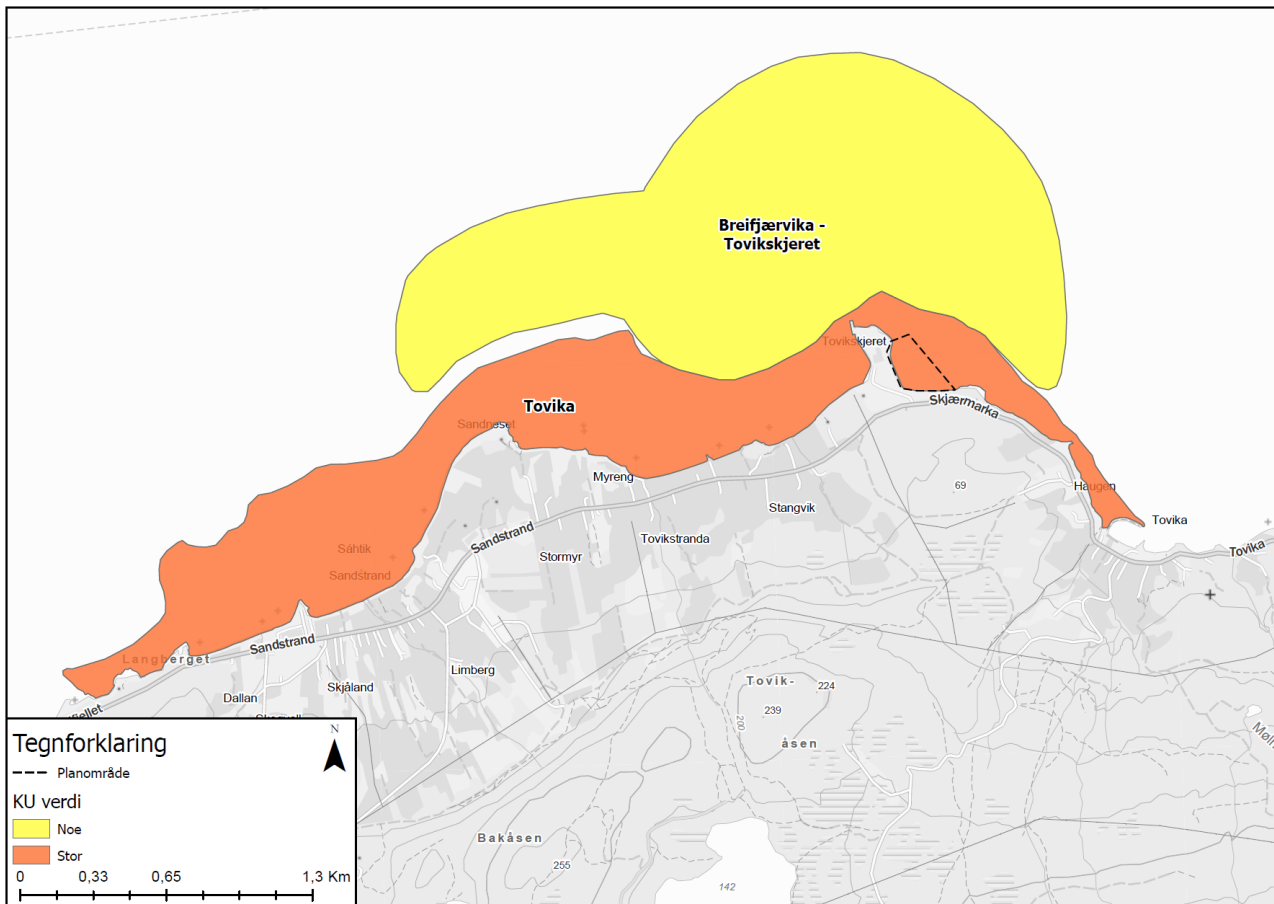 Breifjærvika -
Tovikskjeret
Tovikskjeret
Tovika
Sandneset
Skjærmarka
Myreng
69
Haugen
Stangvik
Tovika
Sandstrand
Tovikstranda
Tovika
Sáhtik
Stormyr
Sandstrand
Sandstrand
Langberget
Limberg
Dallan
Skjåland
Tovik-
224
239
200
åsen
Bakåsen
255
142
Tegnforklaring
N
Planområde
KU verdi
Noe
Stor
0 0,33 0,65 1,3 Km